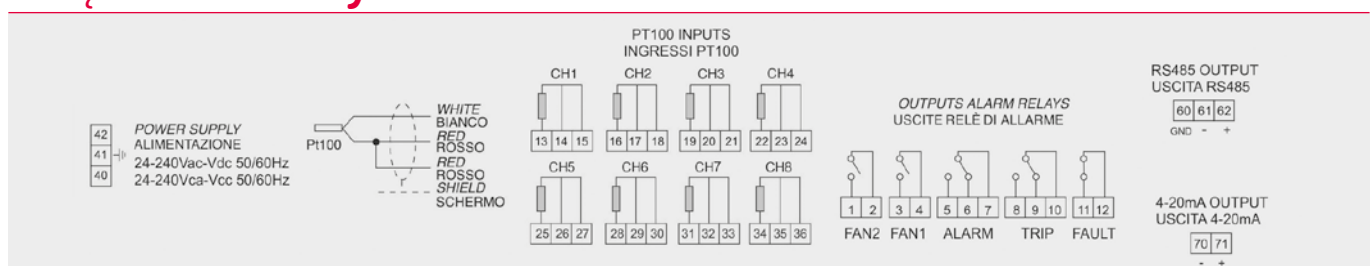 42
41
40
POWER SUPPLY
ALIMENTAZIONE
24-240Vac-Vdc 50/60Hz
24-240Vca-Vcc 50/60Hz
Pt100
WHITE
BIANCO
RED
ROSSO
RED
ROSSO
SHIELD
SCHERMO
PT100 INPUTS
INGRESSI PT100
CH1 CH2 CH3 CH4
13 14 15 16 17 18 19 20 21 22 23 24
CH5 CH6 CH7 CH8
25 26 27 28 29 30 31 32 33 34 35 36
OUTPUTS ALARM RELAYS
USCITE RELÈ DI ALLARME
1 2 3 4 5 6 7 8 9 10 11 12
FAN2 FAN1 ALARM TRIP FAULT
RS485 OUTPUT
USCITA RS485
60 61 62
GND - +
4-20mA OUTPUT
USCITA 4-20mA
70 71
- +